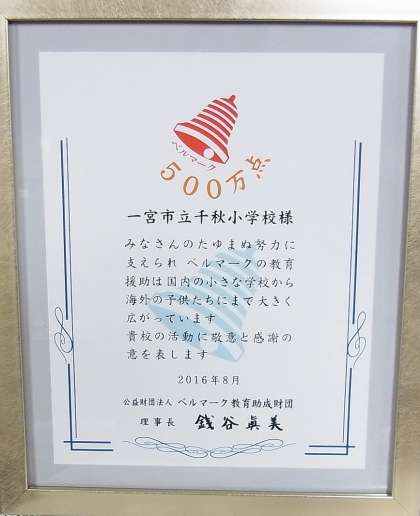 ベルマーク
500万点
一宮市立千秋小学校様
みなさんのたゆまぬ努力に
支えられ ベルマークの教育
援助は国内の小さな学校から
海外の子供たちにまで大きく
広がっています
貴校の活動に敬意と感謝の
意を表します
2016年8月
公益財団法人 ベルマーク教育助成財団
理事長 銭谷眞美